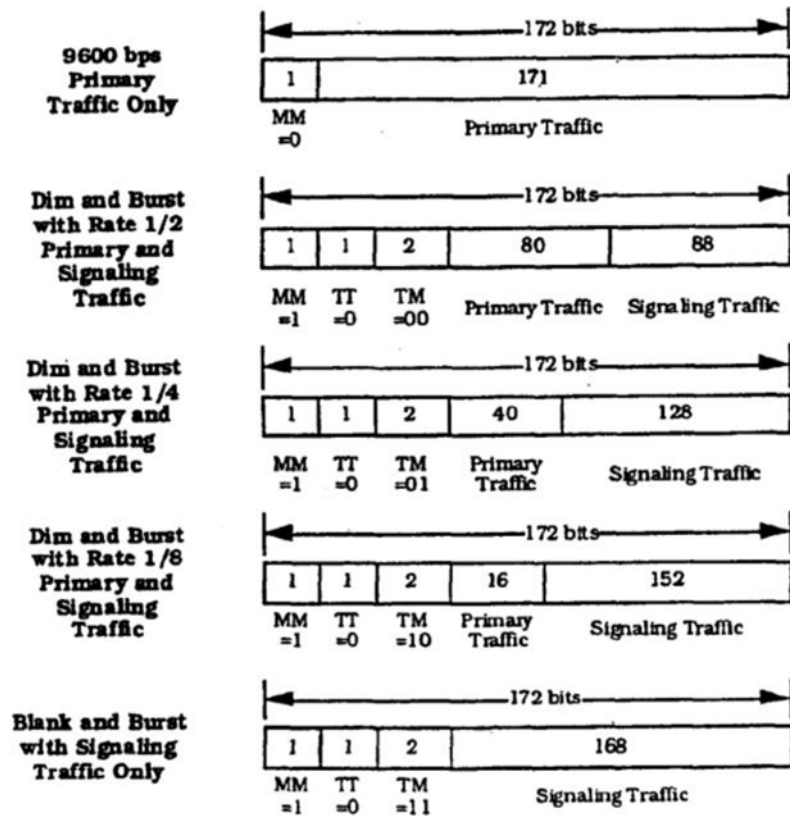 172 bits
9600 bps
Primary
Traffic Only
1 171
MM
=0
Primary Traffic
172 bits
Dim and Burst
with Rate 1/2
Primary and
Signaling
Traffic
1 1 2 80 88
MM TT TM
=1 =0 =00
Primary Traffic Signaling Traffic
172 bits
Dim and Burst
with Rate 1/4
Primary and
Signaling
Traffic
1 1 2 40 128
MM TT TM
=1 =0 =01
Primary
Traffic
Signaling Traffic
172 bits
Dim and Burst
with Rate 1/8
Primary and
Signaling
Traffic
1 1 2 16 152
MM TT TM
=1 =0 =10
Primary
Traffic
Signaling Traffic
172 bits
Blank and Burst
with Signaling
Traffic Only
1 1 2 168
MM TT TM
=1 =0 =11
Signaling Traffic